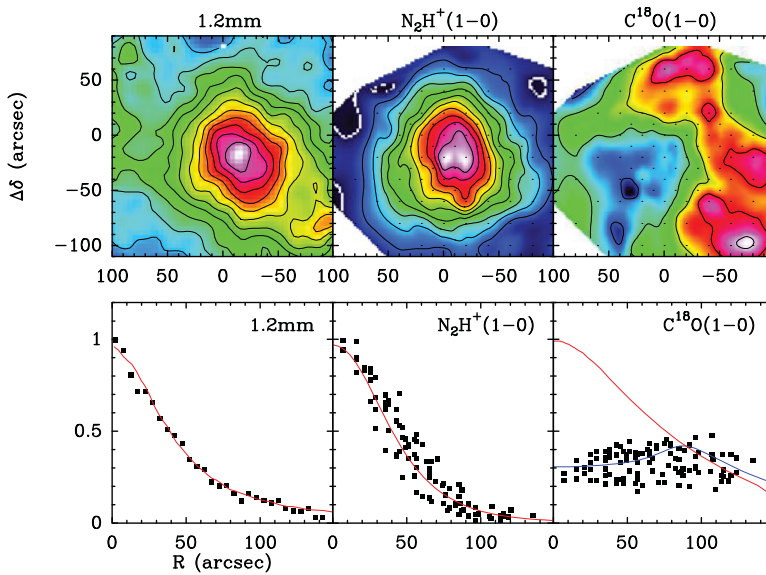 1.2mm N₂H⁺(1−0) C¹⁸O(1−0)
Δδ (arcsec)
50
0
−50
−100
100 50 0 −50 100 50 0 −50 100 50 0 −50 −100
1.2mm N₂H⁺(1−0) C¹⁸O(1−0)
1
0.5
0
0 50 100 50 100 0 50 100
R (arcsec)